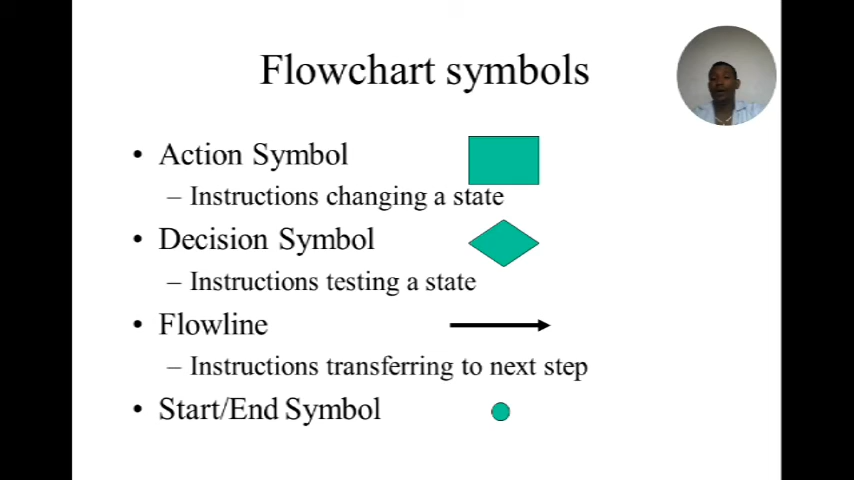 Flowchart symbols
• Action Symbol
– Instructions changing a state
• Decision Symbol
– Instructions testing a state
• Flowline
– Instructions transferring to next step
• Start/End Symbol